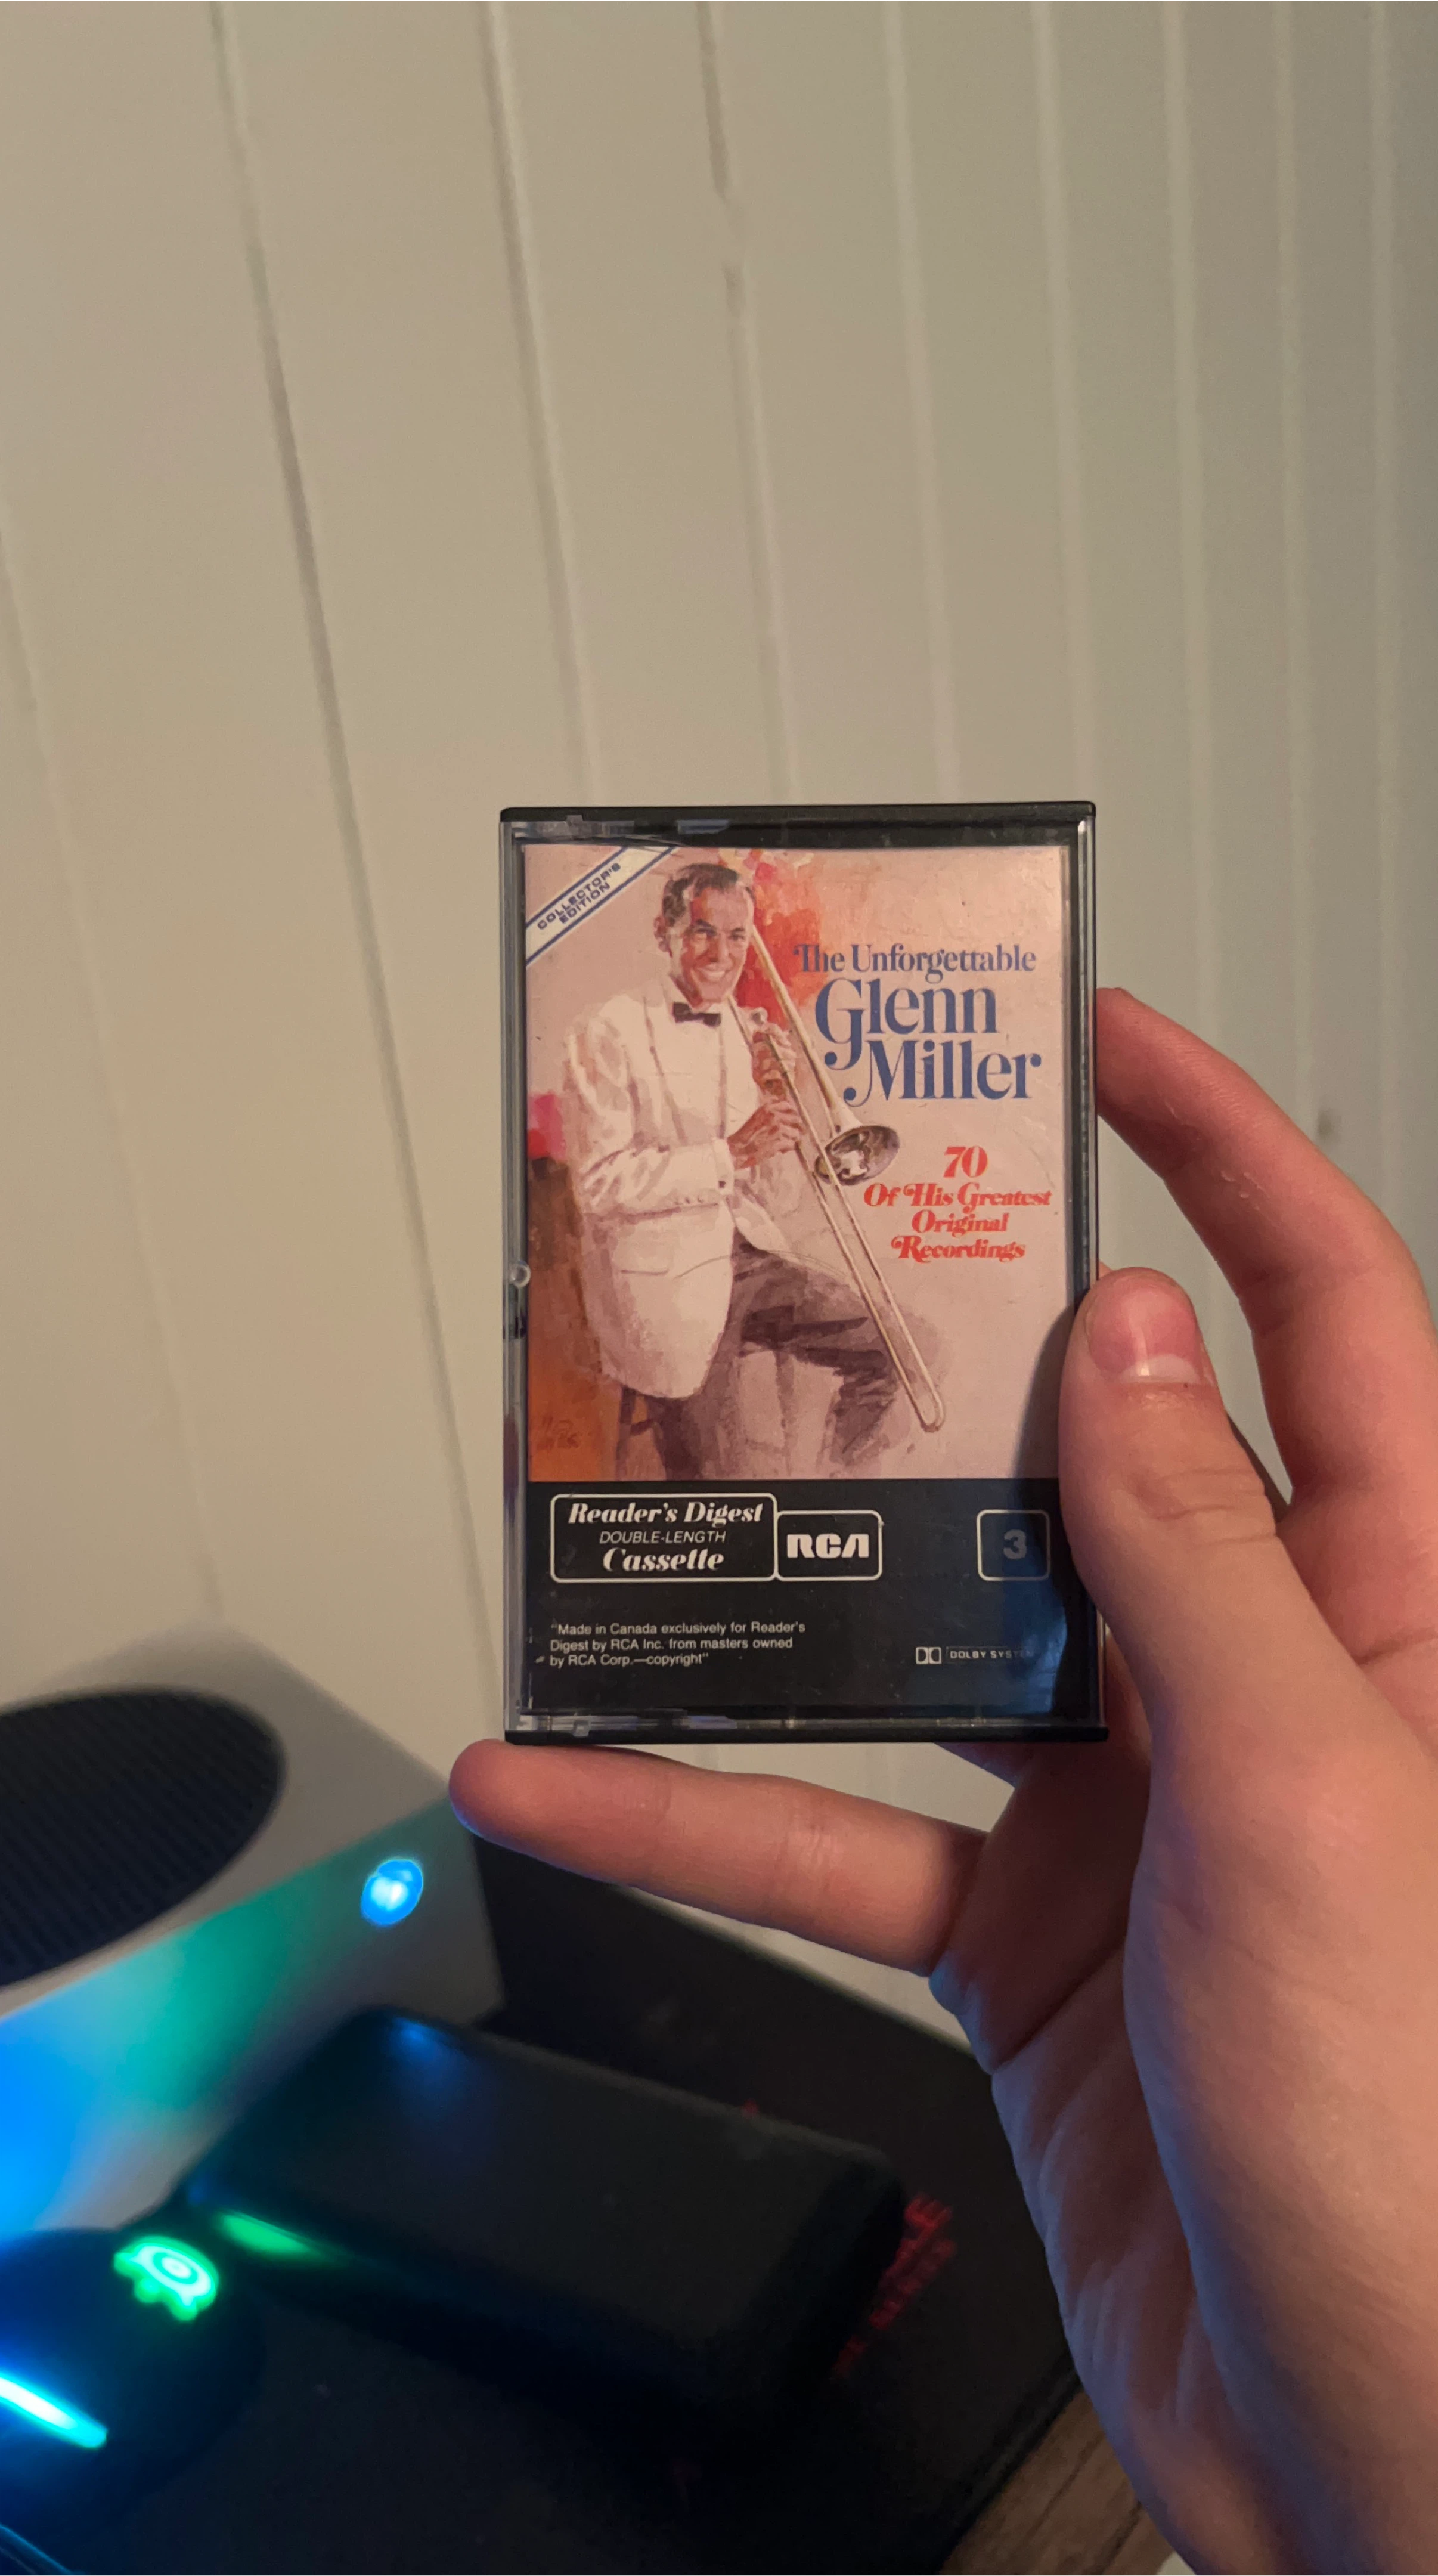 COLLECTOR'S
EDITION
The Unforgettable
Glenn
Miller
70
Of His Greatest
Original
Recordings
Reader's Digest
DOUBLE-LENGTH
Cassette
RCA
3
"Made in Canada exclusively for Reader's
Digest by RCA Inc. from masters owned
by RCA Corp.—copyright"
DOLBY SYSTEM